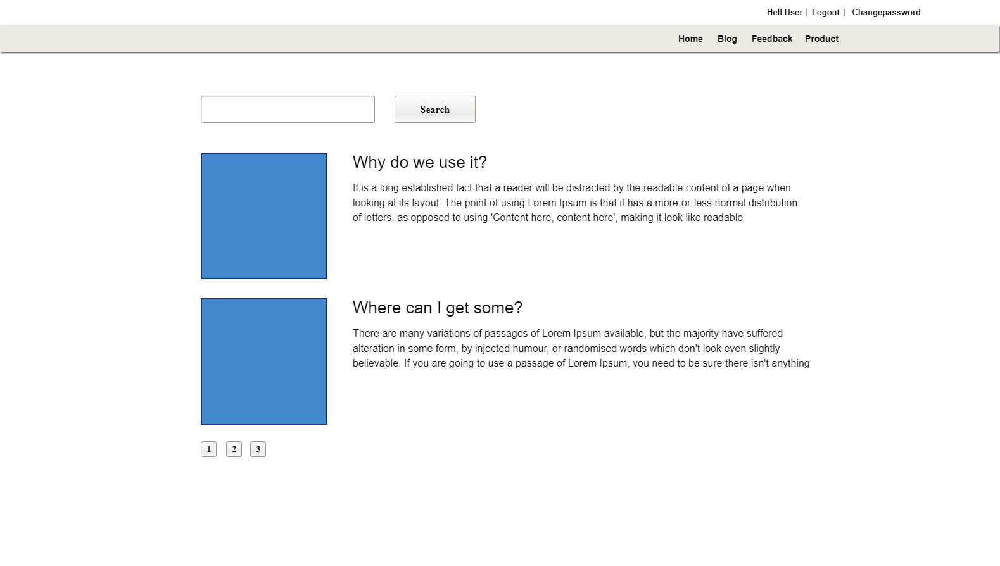 Hell User | Logout | Changepassword
Home Blog Feedback Product
Search
Why do we use it?
It is a long established fact that a reader will be distracted by the readable content of a page when
looking at its layout. The point of using Lorem Ipsum is that it has a more-or-less normal distribution
of letters, as opposed to using 'Content here, content here', making it look like readable
Where can I get some?
There are many variations of passages of Lorem Ipsum available, but the majority have suffered
alteration in some form, by injected humour, or randomised words which don't look even slightly
believable. If you are going to use a passage of Lorem Ipsum, you need to be sure there isn't anything
1 2 3